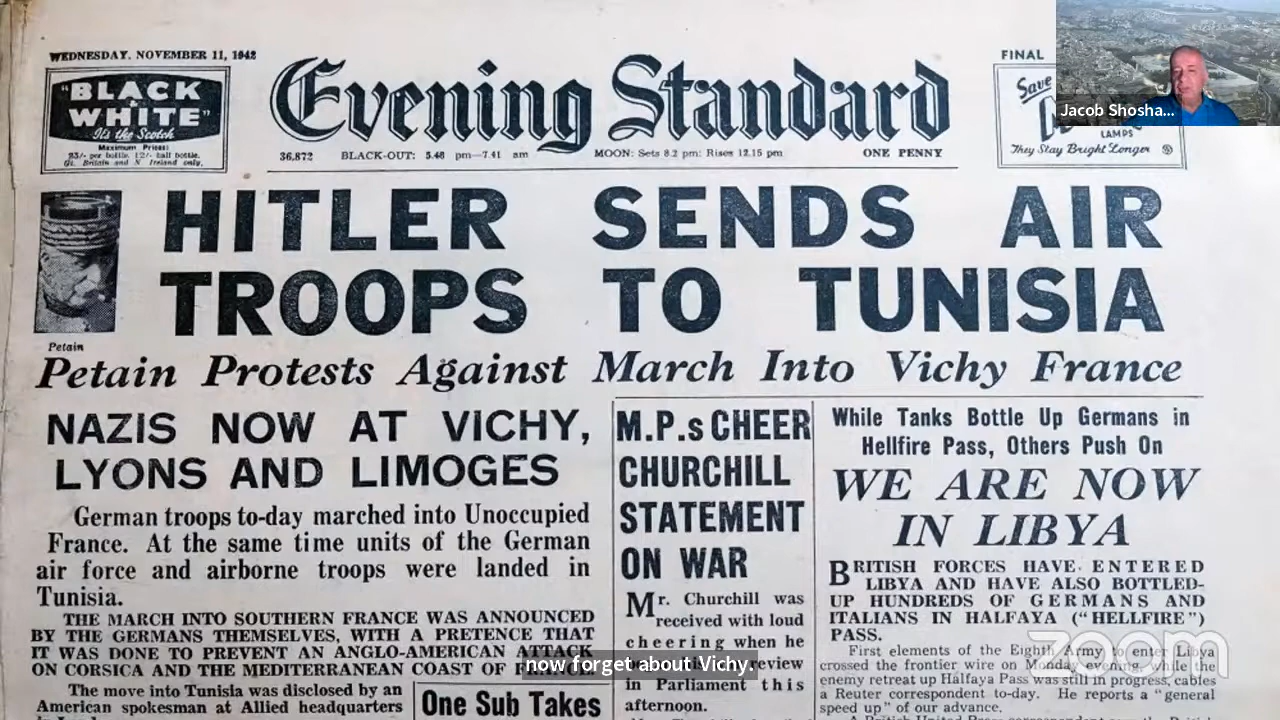 WEDNESDAY. NOVEMBER 11, 1942
"BLACK
&
WHITE"
It's the Scotch
Maximum Prices:
25/- per bottle. 12/- half bottle.
Gt. Britain and N Ireland only.
Evening Standard
36,872 BLACK-OUT: 5.46 pm—7.41 am MOON: Sets 8.2 pm: Rises 12.15 pm ONE PENNY
FINAL
Save
LAMPS
They Stay Bright Longer
Jacob Shosha...
HITLER SENDS AIR
TROOPS TO TUNISIA
Petain
Petain Protests Against March Into Vichy France
NAZIS NOW AT VICHY,
LYONS AND LIMOGES
German troops to-day marched into Unoccupied
France. At the same time units of the German
air force and airborne troops were landed in
Tunisia.
THE MARCH INTO SOUTHERN FRANCE WAS ANNOUNCED
BY THE GERMANS THEMSELVES, WITH A PRETENCE THAT
IT WAS DONE TO PREVENT AN ANGLO-AMERICAN ATTACK
ON CORSICA AND THE MEDITERRANEAN COAST OF FRANCE.
The move into Tunisia was disclosed by an
American spokesman at Allied headquarters
One Sub Takes
M.P.s CHEER
CHURCHILL
STATEMENT
ON WAR
Mr. Churchill was
received with loud
cheering when he
review
in Parliament this
afternoon.
While Tanks Bottle Up Germans in
Hellfire Pass, Others Push On
WE ARE NOW
IN LIBYA
BRITISH FORCES HAVE ENTERED
LIBYA AND HAVE ALSO BOTTLED-
UP HUNDREDS OF GERMANS AND
ITALIANS IN HALFAYA ("HELLFIRE")
PASS.
First elements of the Eighth Army to enter Libya
crossed the frontier wire on Monday evening, while the
enemy retreat up Halfaya Pass was still in progress, cables
a Reuter correspondent to-day. He reports a "general
speed up" of our advance.
now forget about Vichy.
zoom